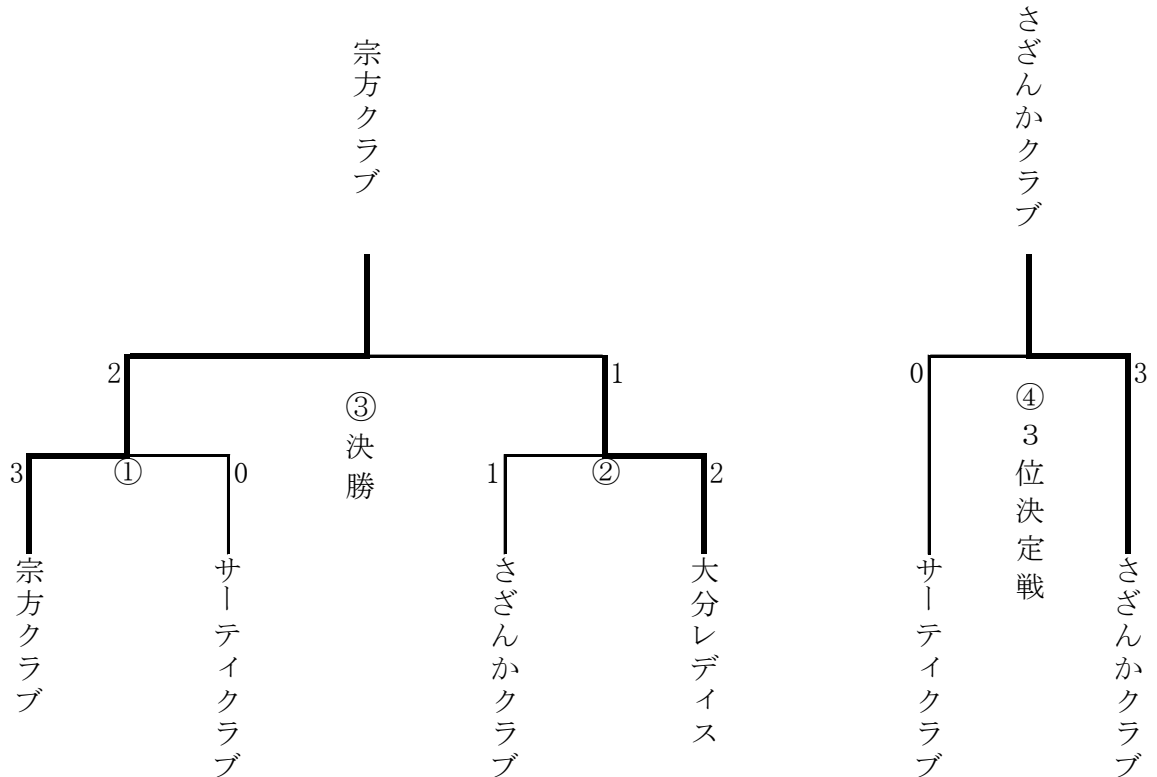 宗方クラブ
さざんかクラブ
2
1
③決勝
0
3
④３位決定戦
3
①
0
1
②
2
宗方クラブ
サーティクラブ
さざんかクラブ
大分レディス
サーティクラブ
さざんかクラブ